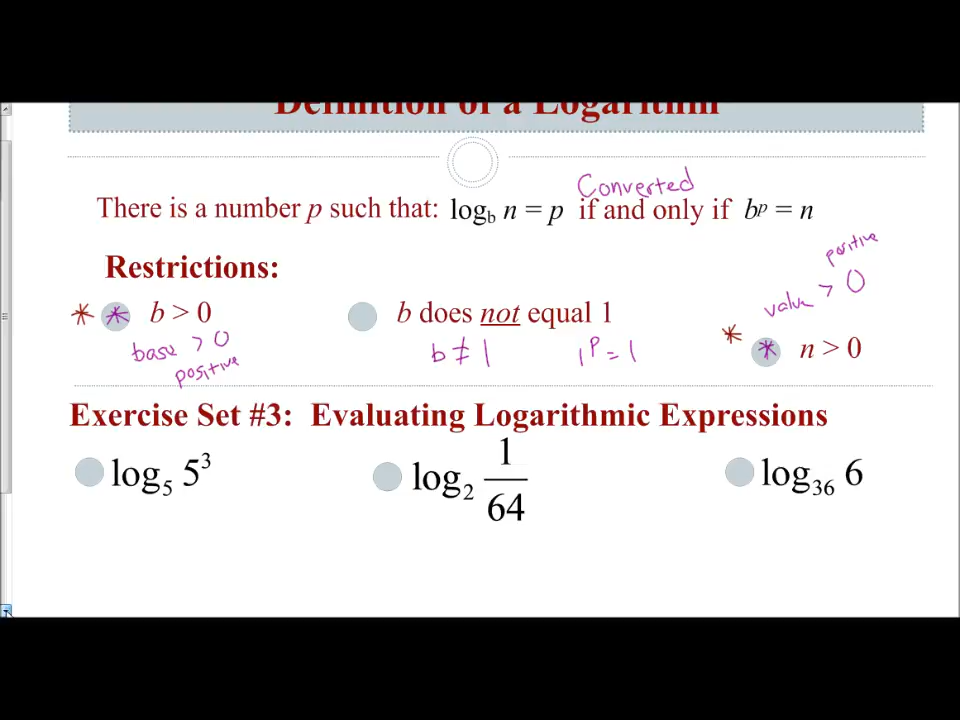 Definition of a Logarithm
Converted
There is a number p such that: log_b n = p if and only if b^p = n
Restrictions:
positive
value > 0
* * b > 0
b does not equal 1
base > 0
positive
b ≠ 1 1^P = 1
* * n > 0
Exercise Set #3: Evaluating Logarithmic Expressions
log_5 5^3
log_2 1/64
log_36 6